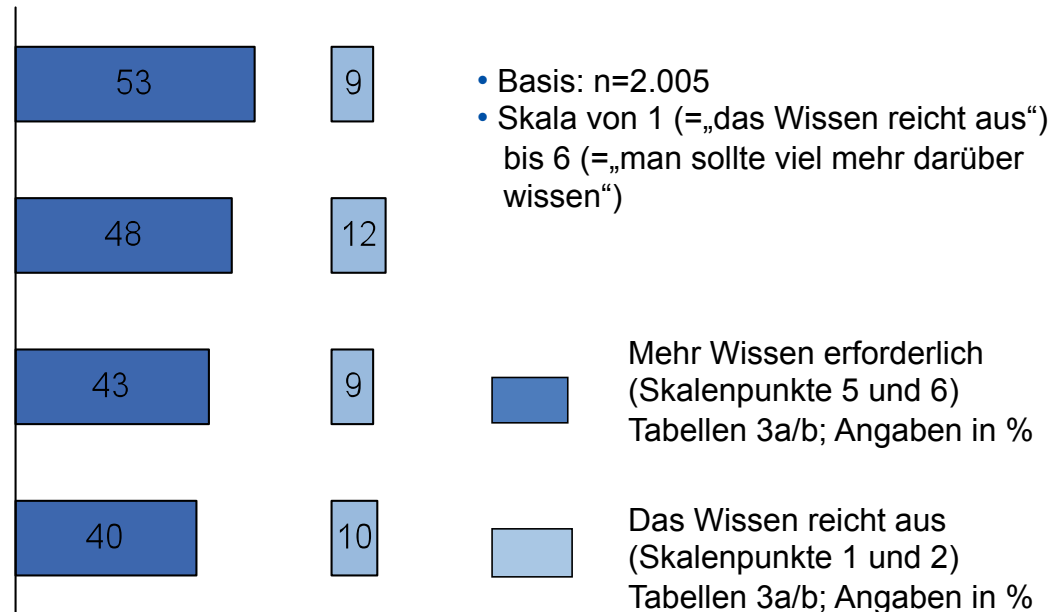 53 9
• Basis: n=2.005
• Skala von 1 (=„das Wissen reicht aus“)
bis 6 (=„man sollte viel mehr darüber
wissen“)
48 12
43 9
Mehr Wissen erforderlich
(Skalenpunkte 5 und 6)
Tabellen 3a/b; Angaben in %
40 10
Das Wissen reicht aus
(Skalenpunkte 1 und 2)
Tabellen 3a/b; Angaben in %